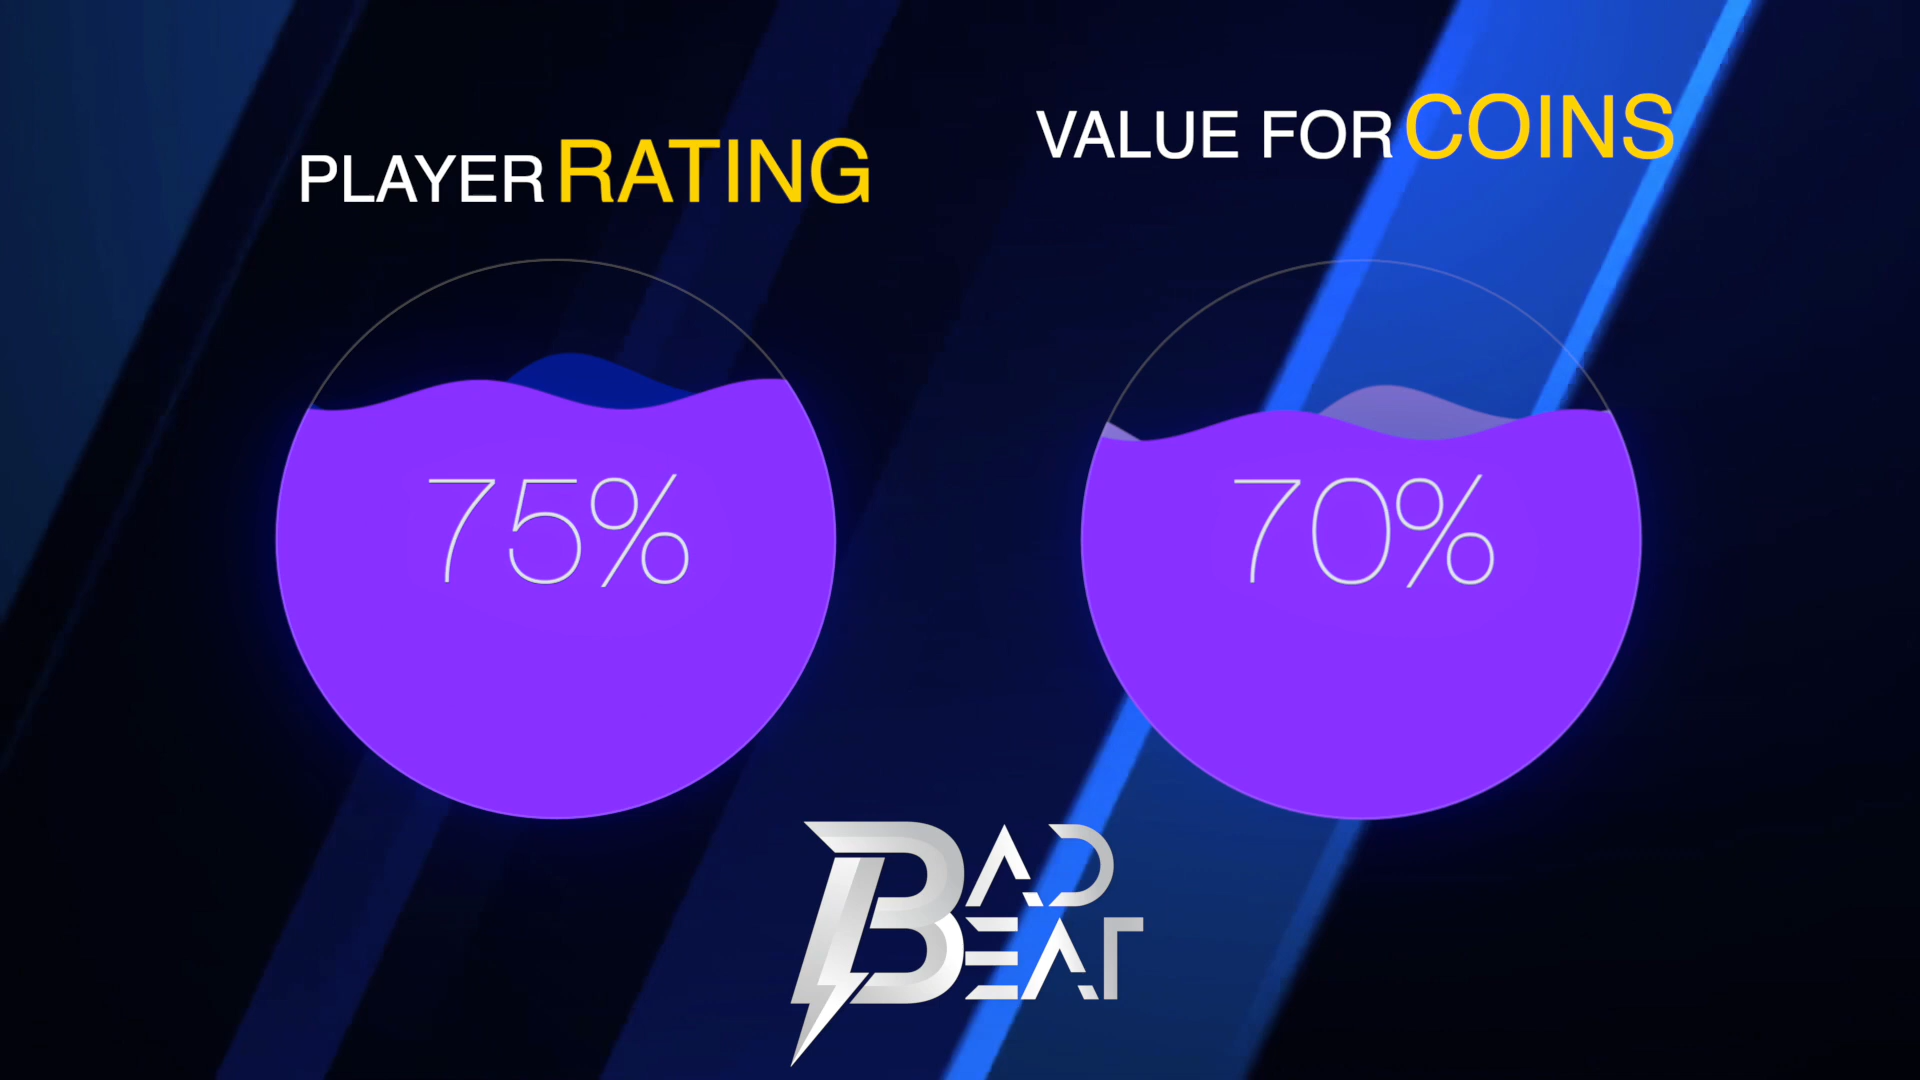 PLAYER RATING
VALUE FOR COINS
75%
70%
BAD
BEAT